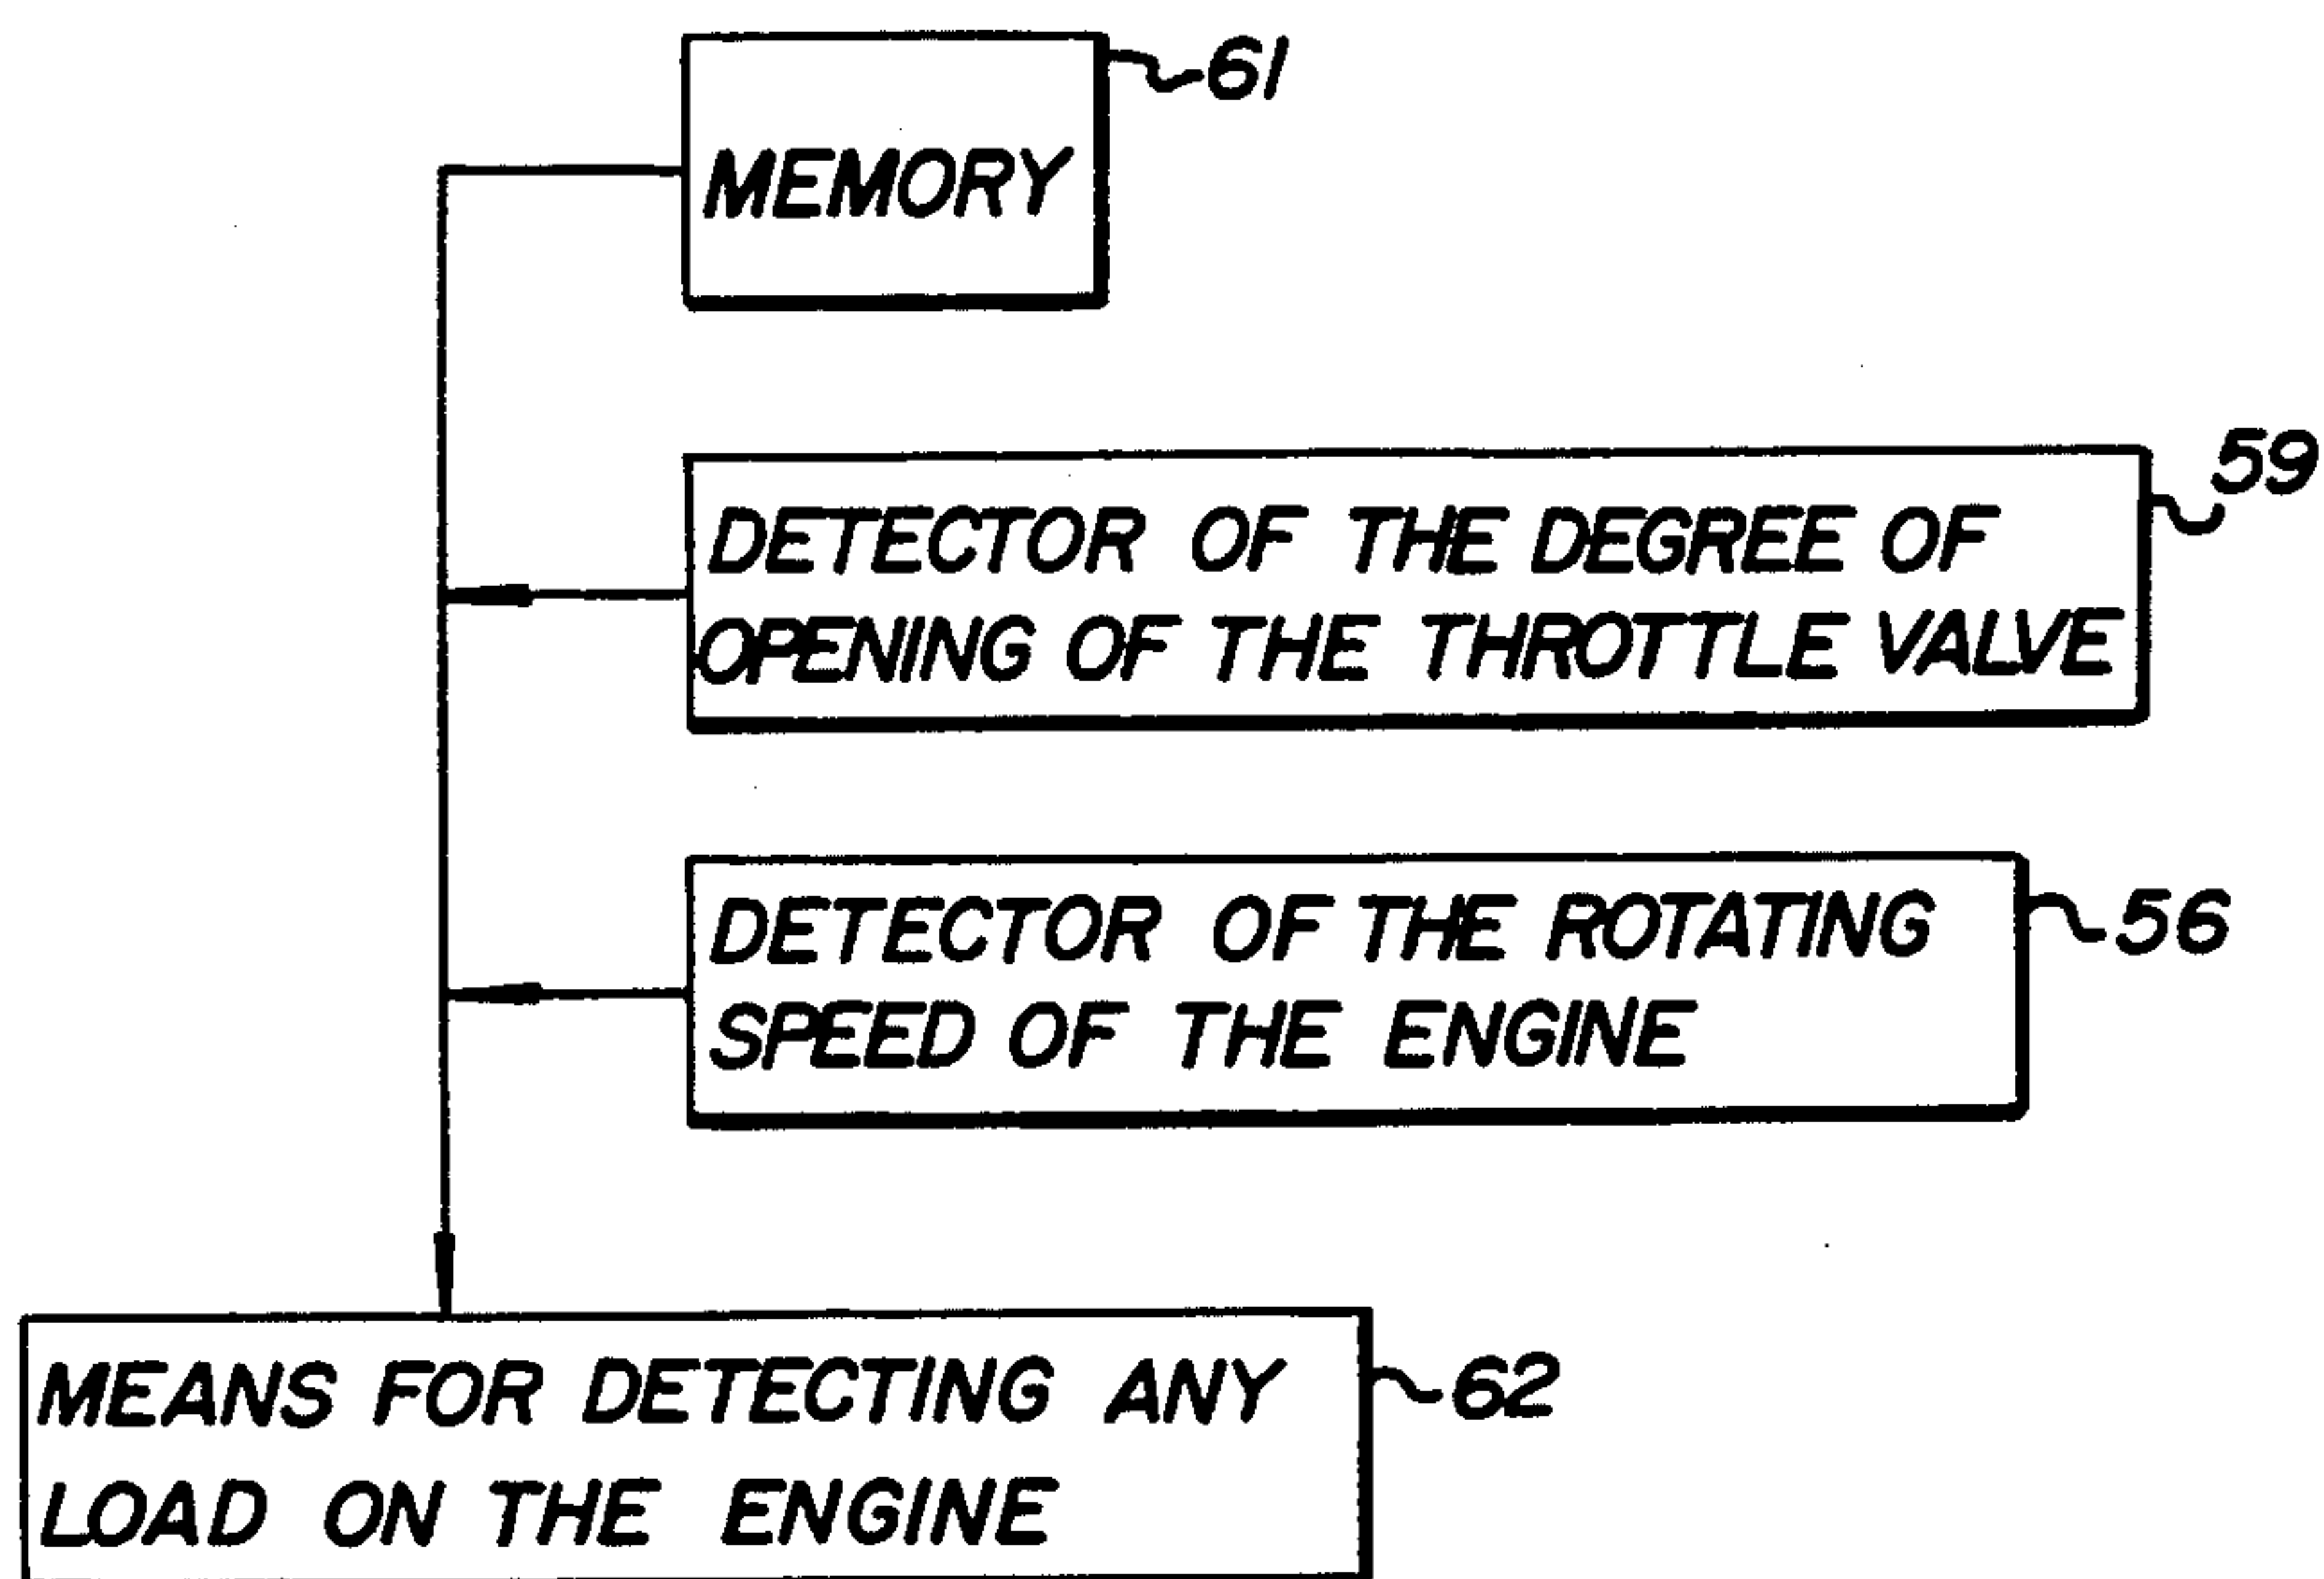 61
MEMORY
59
DETECTOR OF THE DEGREE OF
OPENING OF THE THROTTLE VALVE
DETECTOR OF THE ROTATING
56
SPEED OF THE ENGINE
MEANS FOR DETECTING ANY
62
LOAD ON THE ENGINE